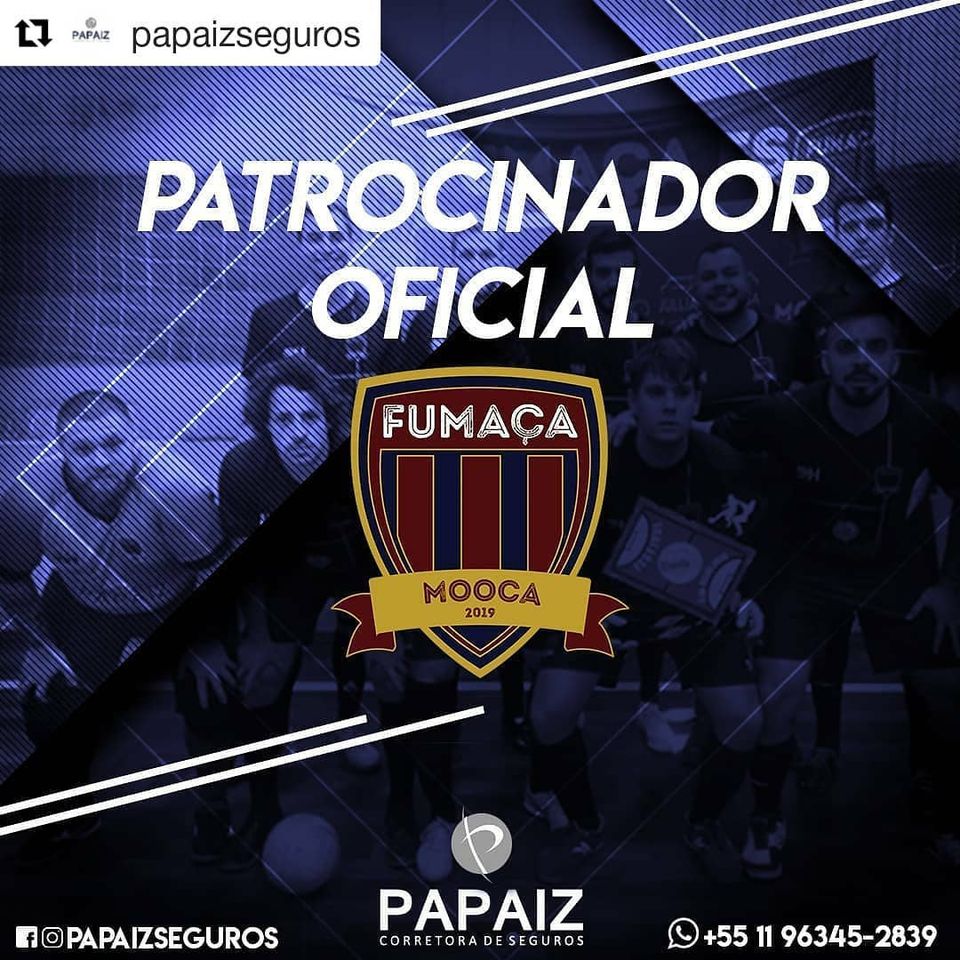 PAPAIZ papaizseguros
PATROCINADOR
OFICIAL
FUMAÇA
MOOCA
2019
PAPAIZ
CORRETORA DE SEGUROS
PAPAIZSEGUROS
+55 11 96345-2839